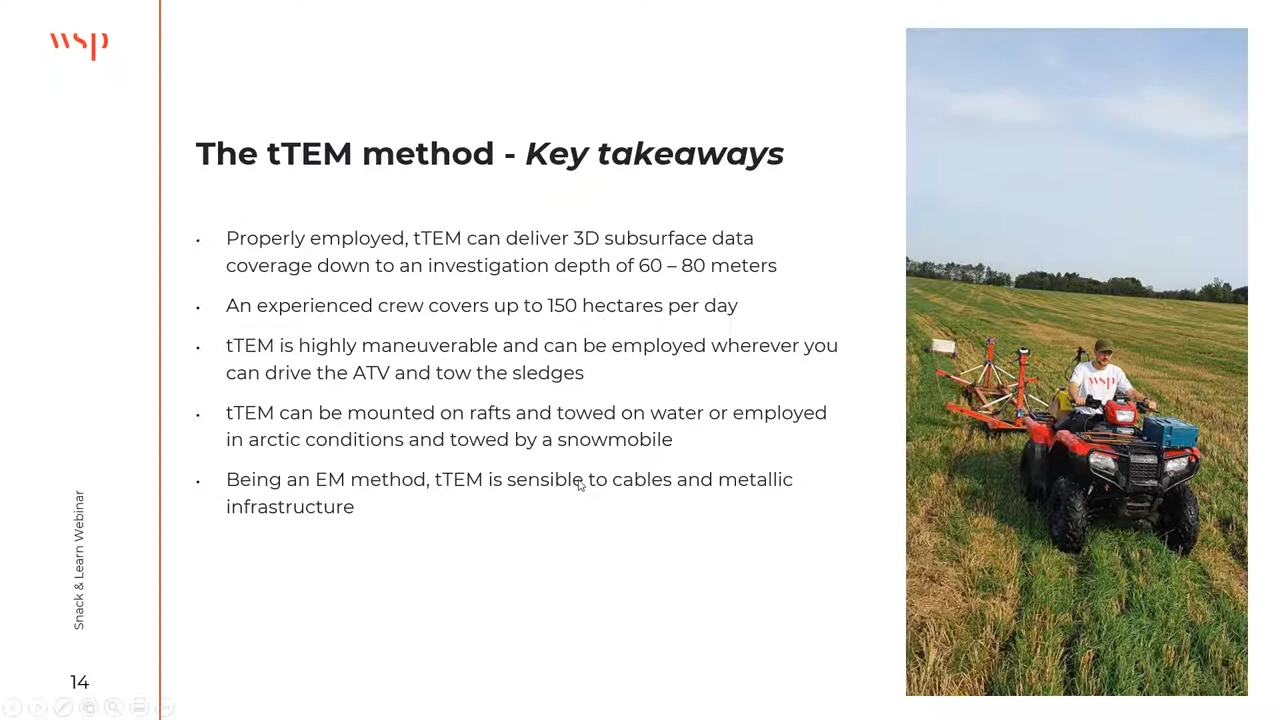 wsp
The tTEM method - Key takeaways
• Properly employed, tTEM can deliver 3D subsurface data
coverage down to an investigation depth of 60 – 80 meters
• An experienced crew covers up to 150 hectares per day
• tTEM is highly maneuverable and can be employed wherever you
can drive the ATV and tow the sledges
• tTEM can be mounted on rafts and towed on water or employed
in arctic conditions and towed by a snowmobile
• Being an EM method, tTEM is sensible to cables and metallic
infrastructure
wsp
Snack & Learn Webinar
14